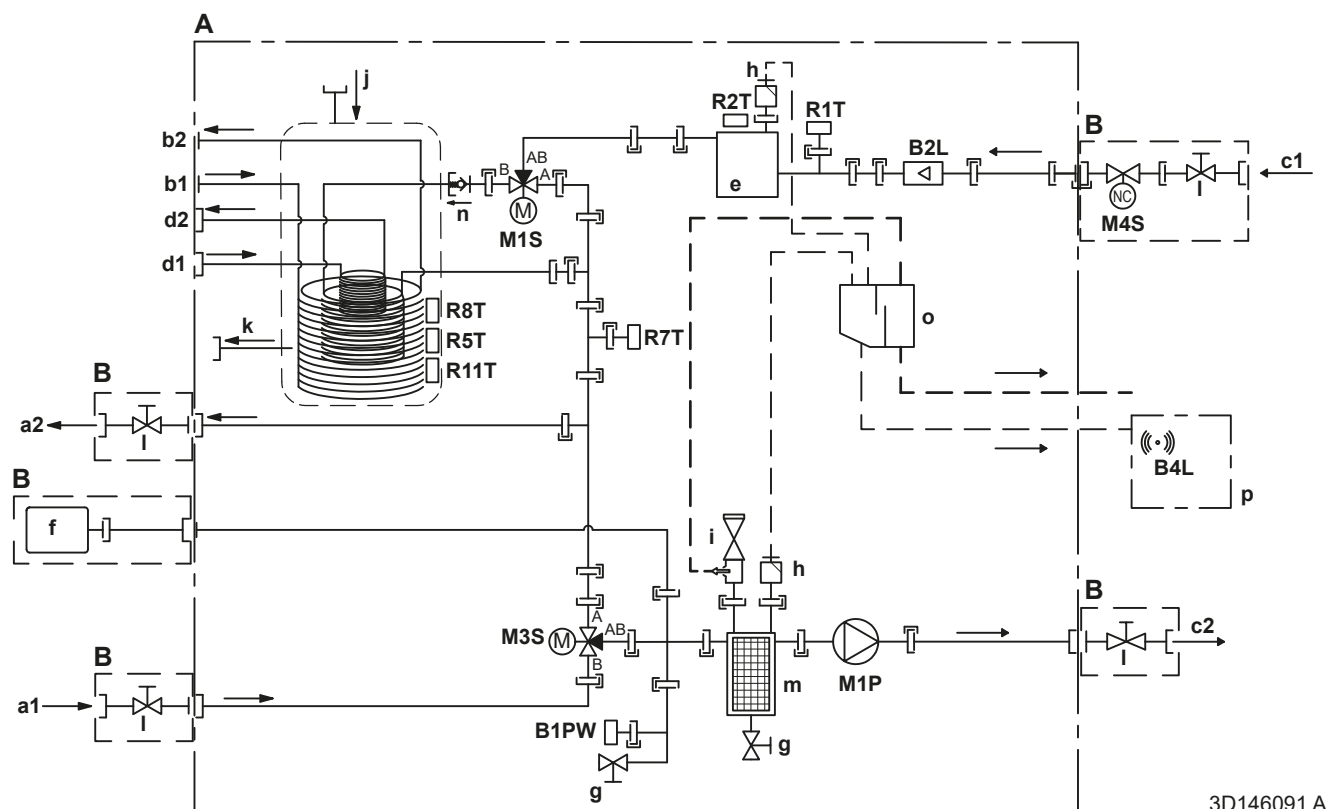 A
j
h
R2T
R1T
b2
B2L
B
c1
b1
B
AB
A
e
l
NC
n
M
M4S
d2
M1S
d1
R8T
o
k
R7T
R5T
R11T
B
a2
l
B4L
B
p
f
i
h
B
A
M3S
M
AB
c2
B
B
l
m
M1P
a1
l
B1PW
g
g
3D146091 A